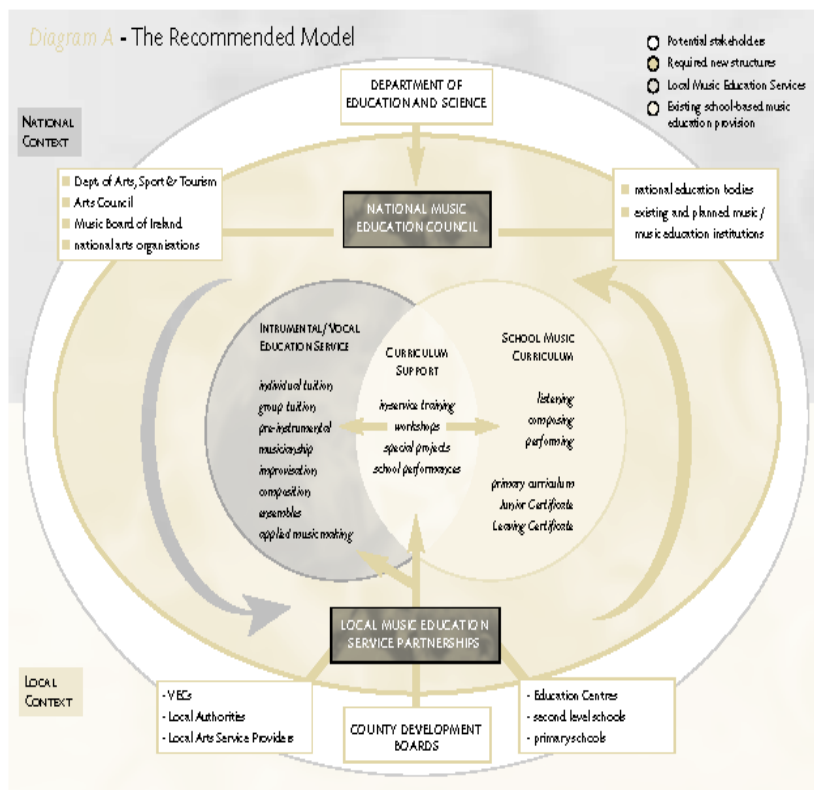 Diagram A - The Recommended Model
Potential stakeholders
Required new structures
Local Music Education Services
Existing school-based music
education provision
DEPARTMENT OF
EDUCATION AND SCIENCE
NATIONAL
CONTEXT
Dept. of Arts, Sport & Tourism
Arts Council
Music Board of Ireland
national arts organisations
NATIONAL MUSIC
EDUCATION COUNCIL
national education bodies
existing and planned music /
music education institutions
INTRUMENTAL/VOCAL
EDUCATION SERVICE
individual tuition
group tuition
pre-instrumental
musicianship
improvisation
composition
ensembles
applied music making
CURRICULUM
SUPPORT
in-service training
workshops
special projects
school performances
SCHOOL MUSIC
CURRICULUM
listening
composing
performing
primary curriculum
Junior Certificate
Leaving Certificate
LOCAL MUSIC EDUCATION
SERVICE PARTNERSHIPS
LOCAL
CONTEXT
- VECs
- Local Authorities
- Local Arts Service Providers
COUNTY DEVELOPMENT
BOARDS
- Education Centres
- second level schools
- primary schools